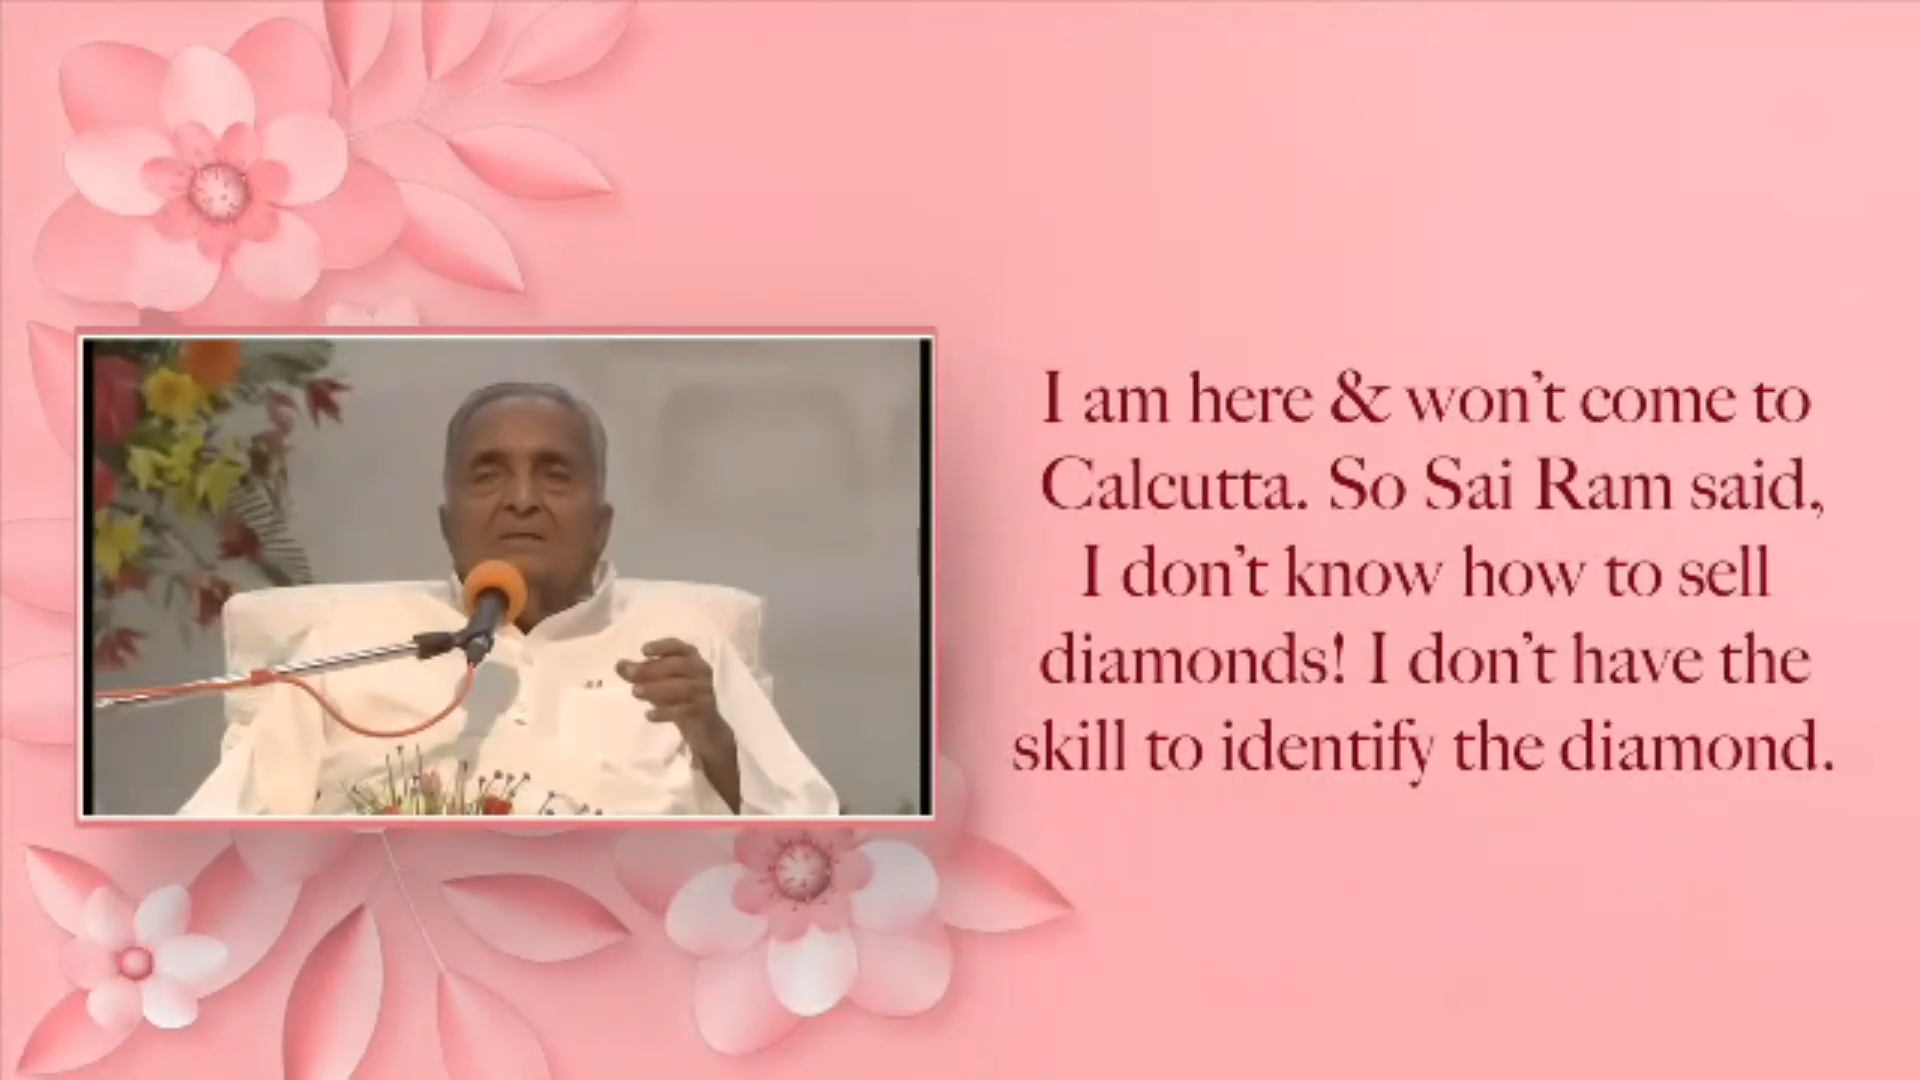 I am here & won't come to
Calcutta. So Sai Ram said,
I don't know how to sell
diamonds! I don't have the
skill to identify the diamond.